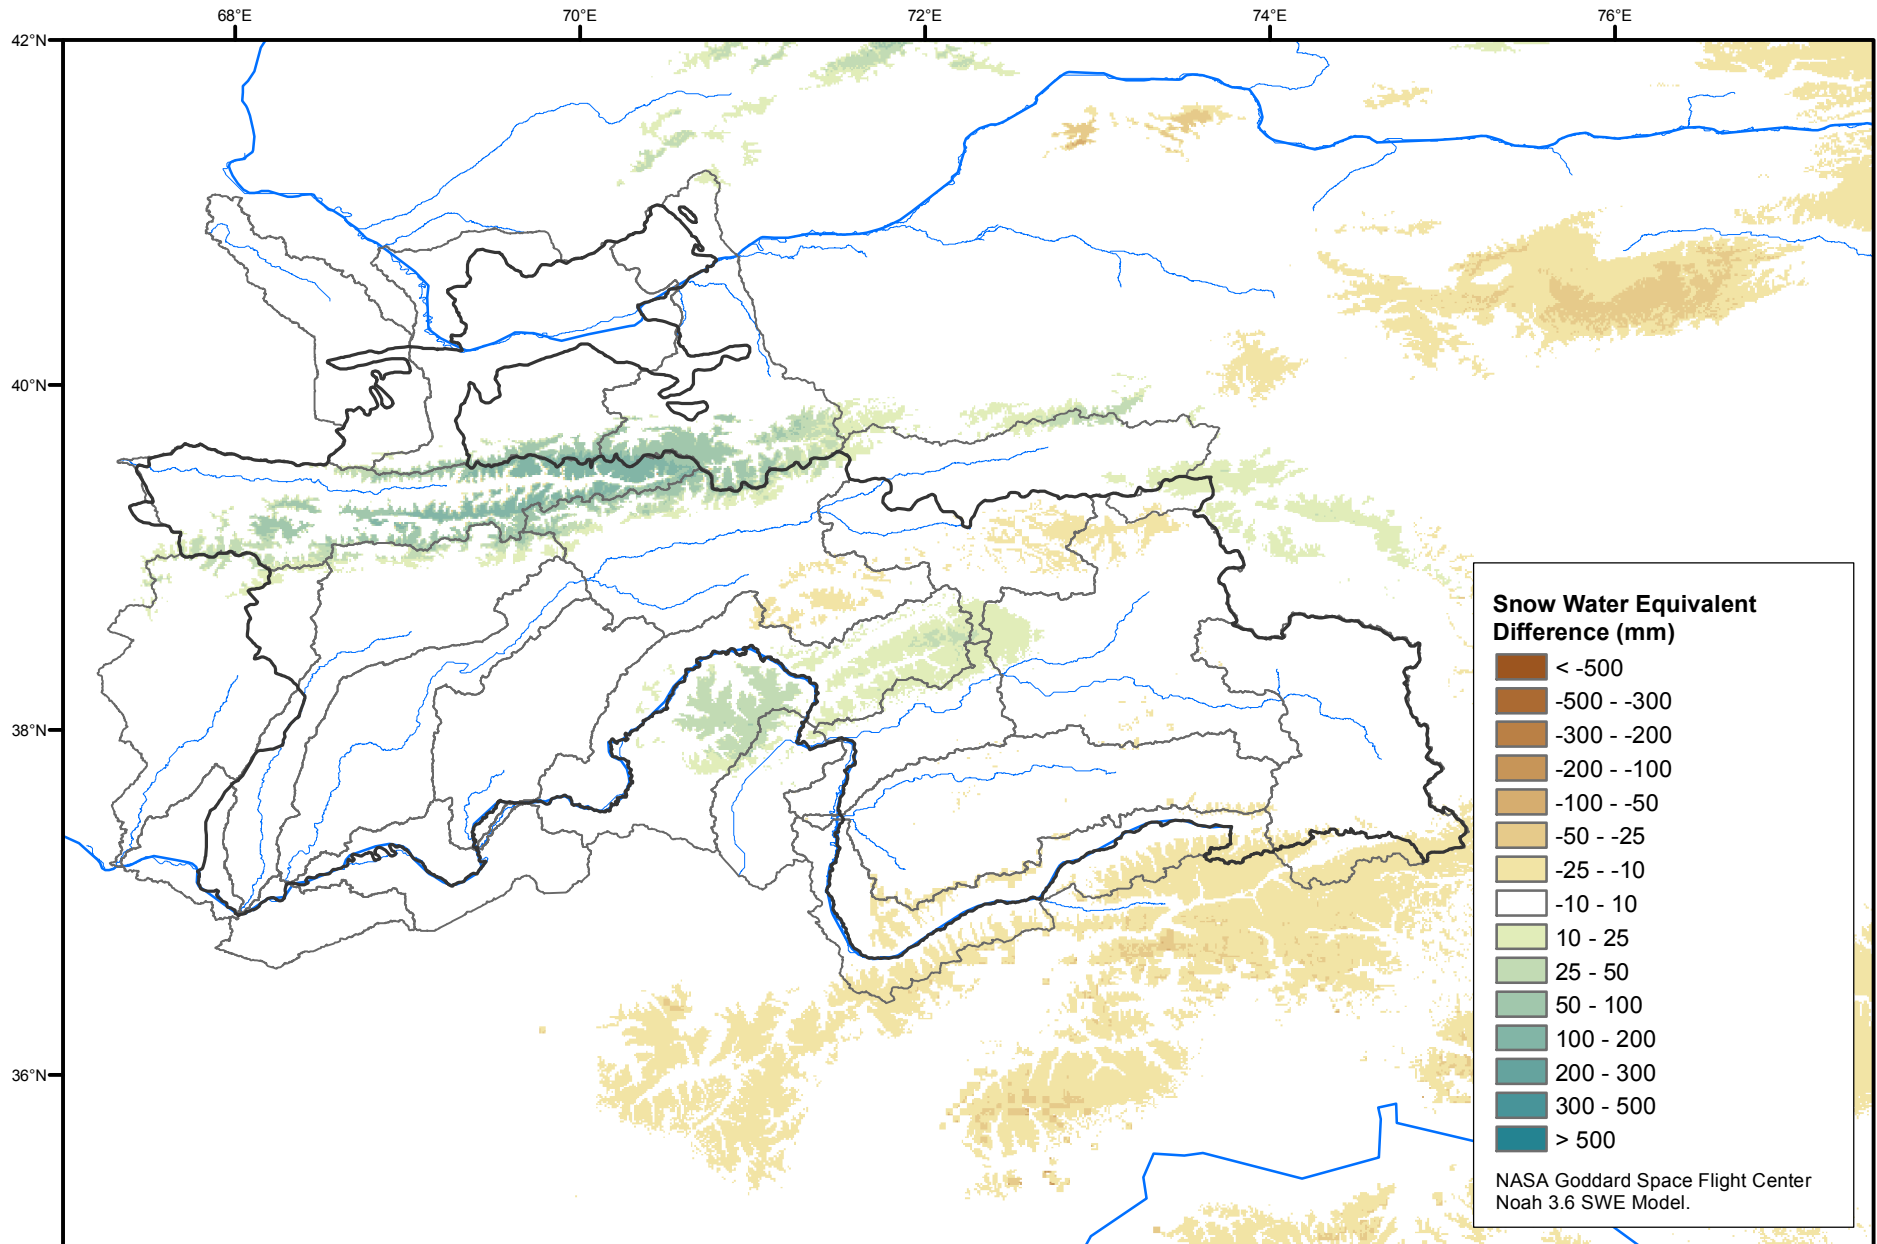 68°E
70°E
72°E
74°E
76°E
42°N
40°N
38°N
36°N
Snow Water Equivalent
Difference (mm)
< -500
-500 - -300
-300 - -200
-200 - -100
-100 - -50
-50 - -25
-25 - -10
-10 - 10
10 - 25
25 - 50
50 - 100
100 - 200
200 - 300
300 - 500
> 500
NASA Goddard Space Flight Center
Noah 3.6 SWE Model.